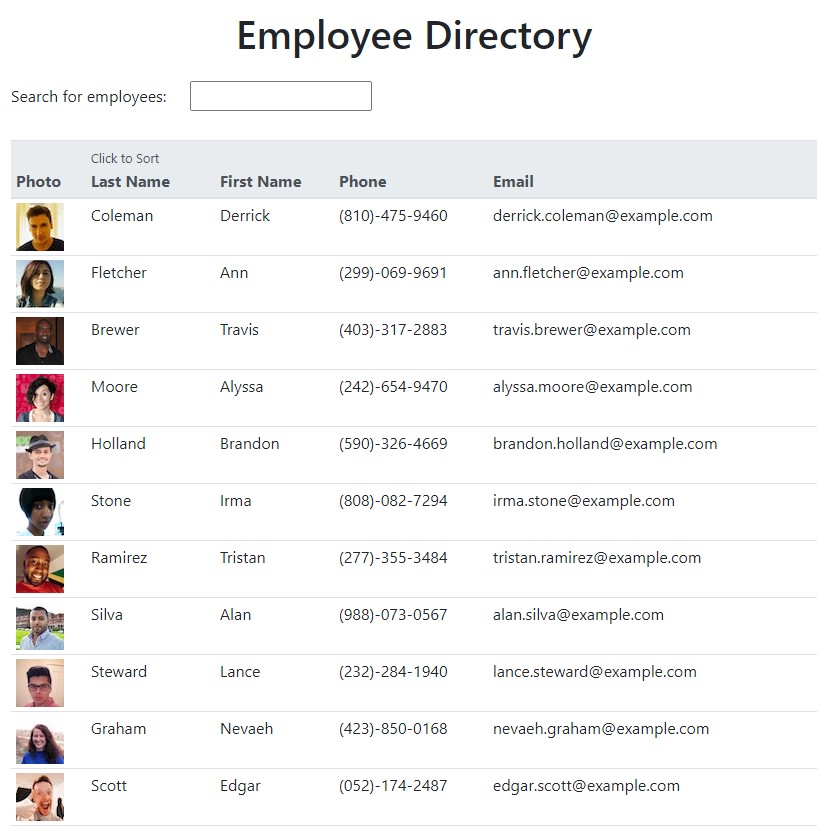 Employee Directory
Search for employees:
Click to Sort
Photo Last Name First Name Phone Email
Coleman Derrick (810)-475-9460 derrick.coleman@example.com
Fletcher Ann (299)-069-9691 ann.fletcher@example.com
Brewer Travis (403)-317-2883 travis.brewer@example.com
Moore Alyssa (242)-654-9470 alyssa.moore@example.com
Holland Brandon (590)-326-4669 brandon.holland@example.com
Stone Irma (808)-082-7294 irma.stone@example.com
Ramirez Tristan (277)-355-3484 tristan.ramirez@example.com
Silva Alan (988)-073-0567 alan.silva@example.com
Steward Lance (232)-284-1940 lance.steward@example.com
Graham Nevaeh (423)-850-0168 nevaeh.graham@example.com
Scott Edgar (052)-174-2487 edgar.scott@example.com